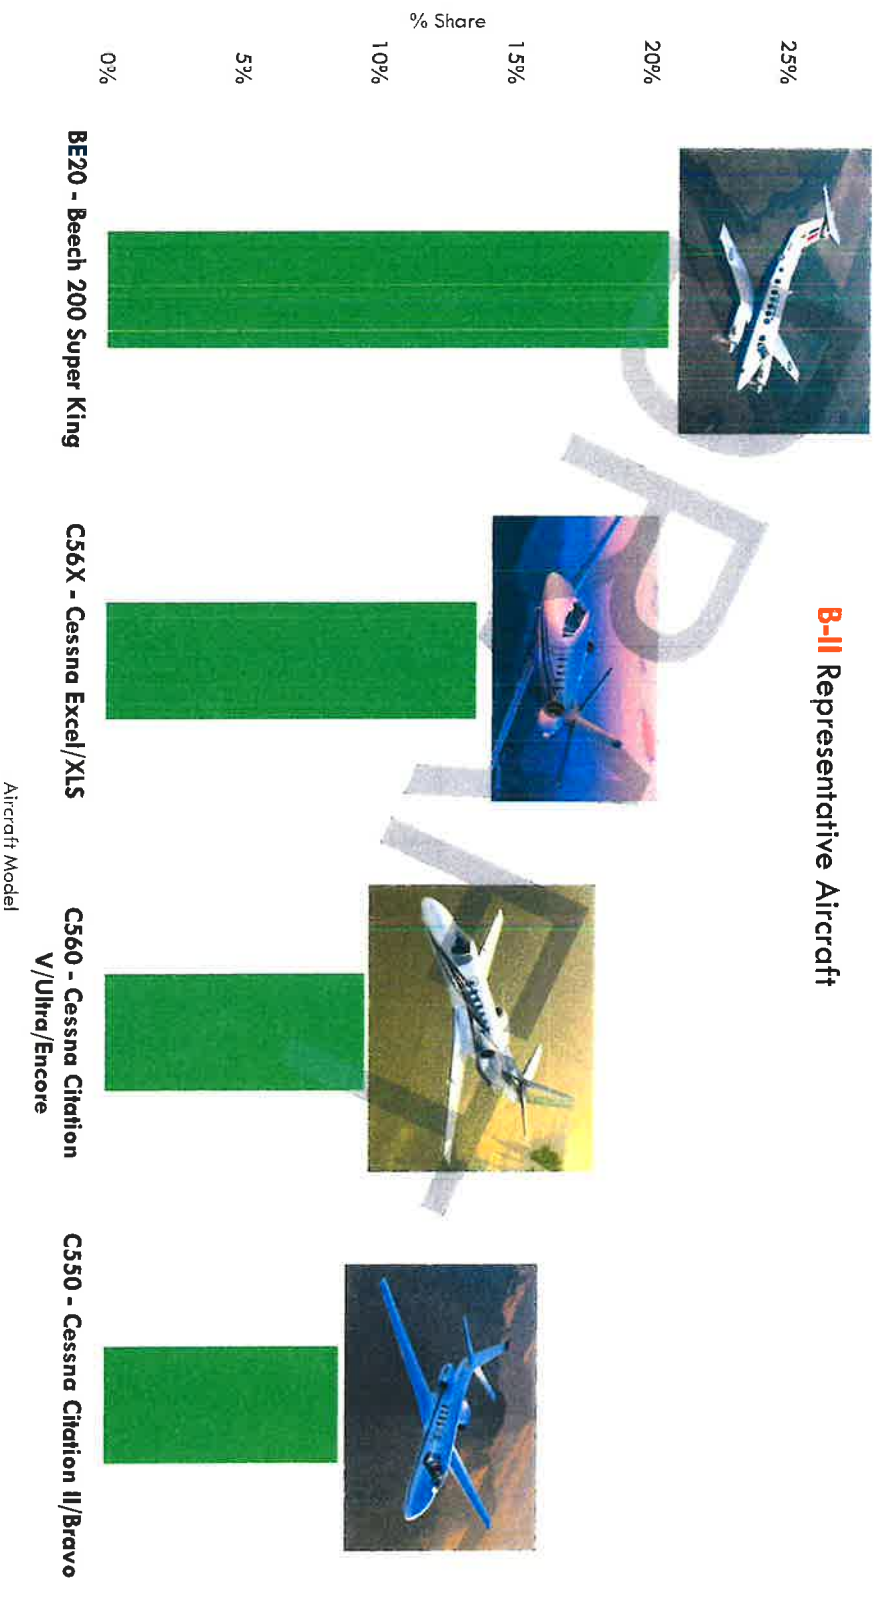 B-II Representative Aircraft
25%
20%
15%
10%
5%
0%
% Share
BE20 - Beech 200 Super King
C56X - Cessna Excel/XLS
C560 - Cessna Citation
V/Ultra/Encore
C550 - Cessna Citation II/Bravo
Aircraft Model
DRAFT